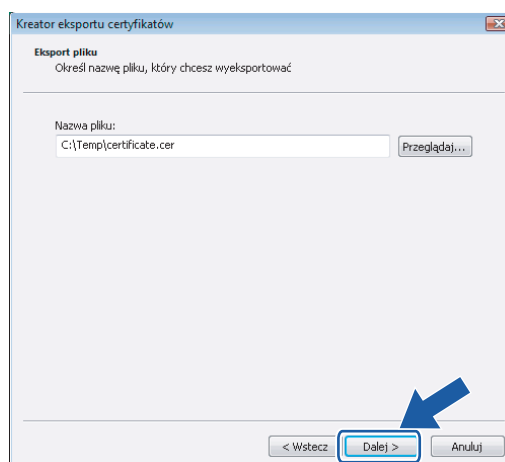 Kreator eksportu certyfikatów
Eksport pliku
Określ nazwę pliku, który chcesz wyeksportować
Nazwa pliku:
C:\Temp\certificate.cer
Przeglądaj...
< Wstecz
Dalej >
Anuluj